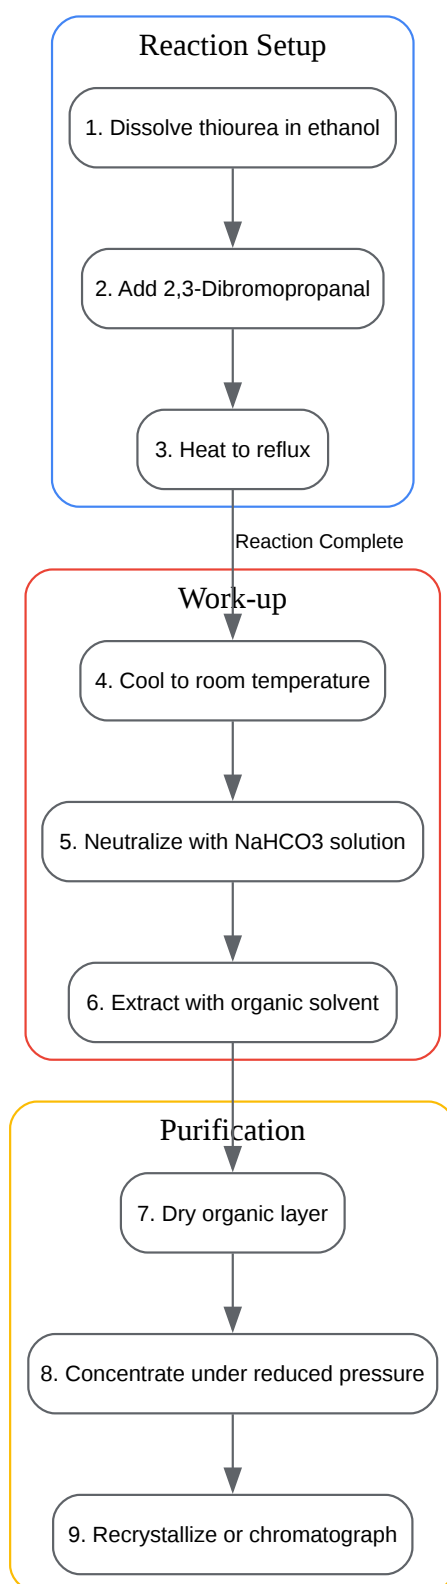 Reaction Setup
1. Dissolve thiourea in ethanol
2. Add 2,3-Dibromopropanal
3. Heat to reflux
Reaction Complete
Work-up
4. Cool to room temperature
5. Neutralize with NaHCO3 solution
6. Extract with organic solvent
Purification
7. Dry organic layer
8. Concentrate under reduced pressure
9. Recrystallize or chromatograph